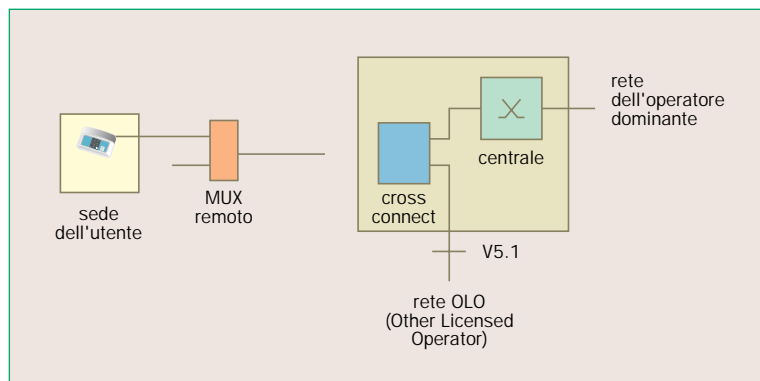 sede
dell'utente
MUX
remoto
cross
connect
centrale
rete
dell'operatore
dominante
V5.1
rete OLO
(Other Licensed
Operator)